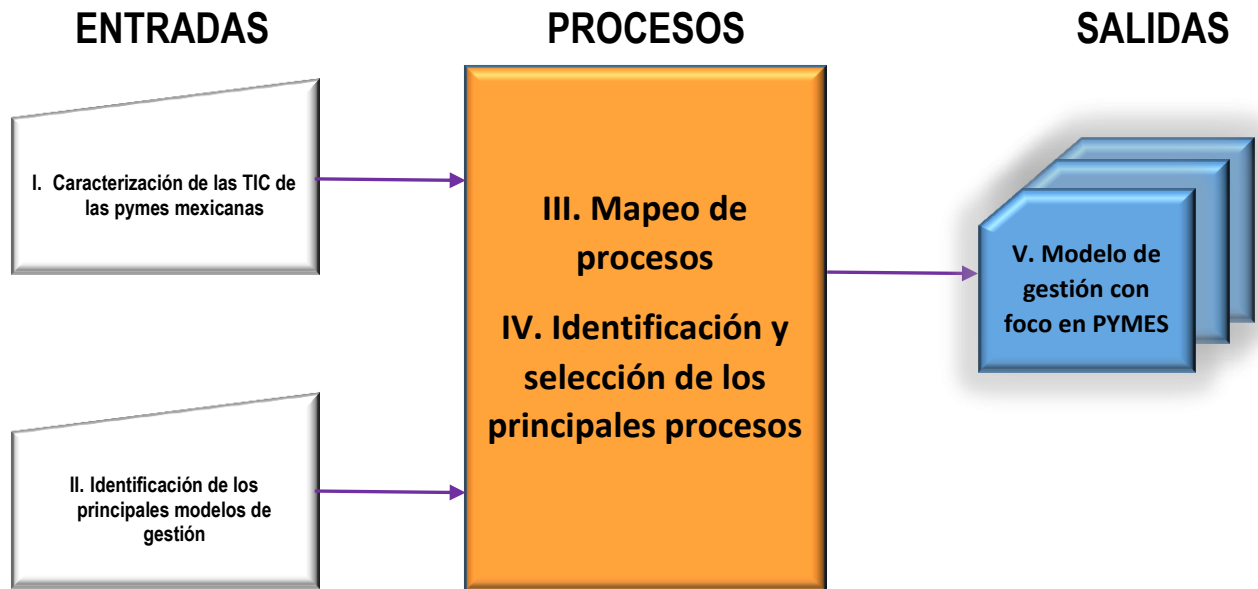 ENTRADAS
PROCESOS
SALIDAS
I. Caracterización de las TIC de
las pymes mexicanas
II. Identificación de los
principales modelos de
gestión
III. Mapeo de
procesos
IV. Identificación y
selección de los
principales procesos
V. Modelo de
gestión con
foco en PYMES